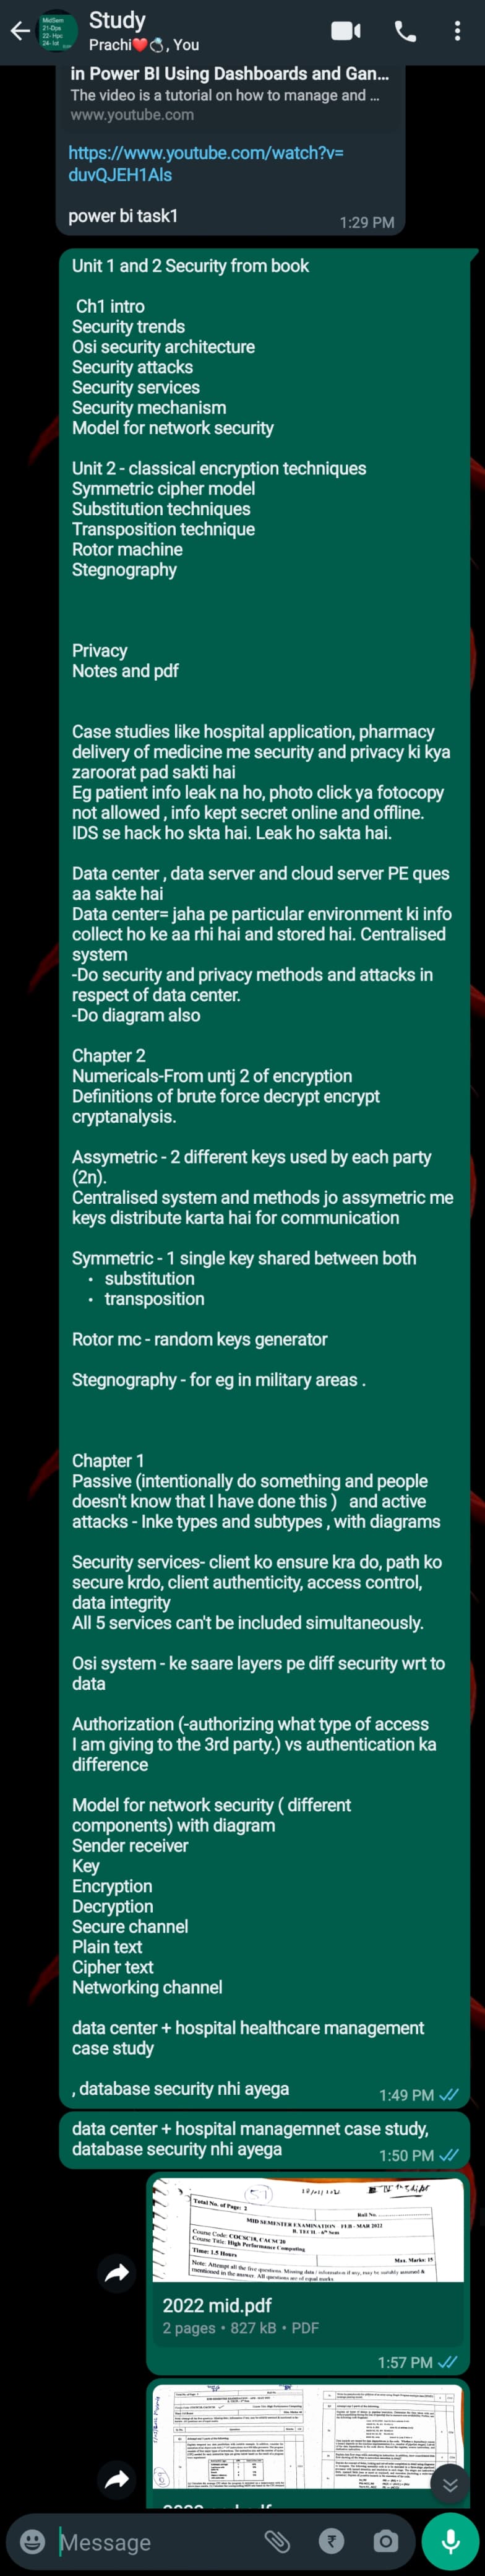 Study
Prachi❤️💍, You
in Power BI Using Dashboards and Gan...
The video is a tutorial on how to manage and ...
www.youtube.com
https://www.youtube.com/watch?v=
duvQJEH1Als
power bi task1
1:29 PM
Unit 1 and 2 Security from book
Ch1 intro
Security trends
Osi security architecture
Security attacks
Security services
Security mechanism
Model for network security
Unit 2 - classical encryption techniques
Symmetric cipher model
Substitution techniques
Transposition technique
Rotor machine
Stegnography
Privacy
Notes and pdf
Case studies like hospital application, pharmacy
delivery of medicine me security and privacy ki kya
zaroorat pad sakti hai
Eg patient info leak na ho, photo click ya fotocopy
not allowed , info kept secret online and offline.
IDS se hack ho skta hai. Leak ho sakta hai.
Data center , data server and cloud server PE ques
aa sakte hai
Data center= jaha pe particular environment ki info
collect ho ke aa rhi hai and stored hai. Centralised
system
-Do security and privacy methods and attacks in
respect of data center.
-Do diagram also
Chapter 2
Numericals-From untj 2 of encryption
Definitions of brute force decrypt encrypt
cryptanalysis.
Assymetric - 2 different keys used by each party
(2n).
Centralised system and methods jo assymetric me
keys distribute karta hai for communication
Symmetric - 1 single key shared between both
• substitution
• transposition
Rotor mc - random keys generator
Stegnography - for eg in military areas .
Chapter 1
Passive (intentionally do something and people
doesn't know that I have done this ) and active
attacks - Inke types and subtypes , with diagrams
Security services- client ko ensure kra do, path ko
secure krdo, client authenticity, access control,
data integrity
All 5 services can't be included simultaneously.
Osi system - ke saare layers pe diff security wrt to
data
Authorization (-authorizing what type of access
I am giving to the 3rd party.) vs authentication ka
difference
Model for network security ( different
components) with diagram
Sender receiver
Key
Encryption
Decryption
Secure channel
Plain text
Cipher text
Networking channel
data center + hospital healthcare management
case study
, database security nhi ayega
1:49 PM
data center + hospital managemnet case study,
database security nhi ayega
1:50 PM
Total No. of Page: 2
Roll No.
MID SEMESTER EXAMINATION - FEB - MAR 2022
B. TECH. - 6th Sem
Course Code: COCSC18, CACSC20
Course Title: High Performance Computing
Time: 1.5 Hours
Max. Marks: 15
Note: Attempt all the five questions. Missing data / information if any, may be suitably assumed &
mentioned in the answer. All questions are of equal marks
2022 mid.pdf
2 pages • 827 kB • PDF
1:57 PM
Message